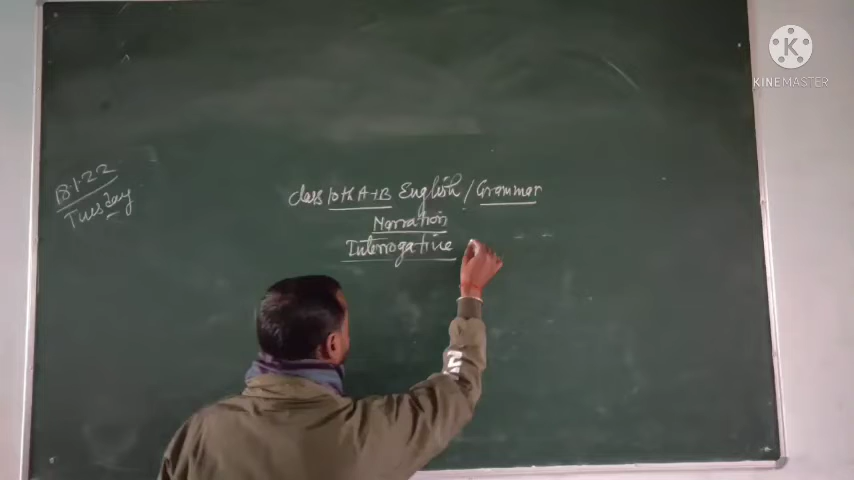 18.1.22
Tuesday
Class 10th A+B English / Grammar
Narration
Interrogative
K
KINEMASTER